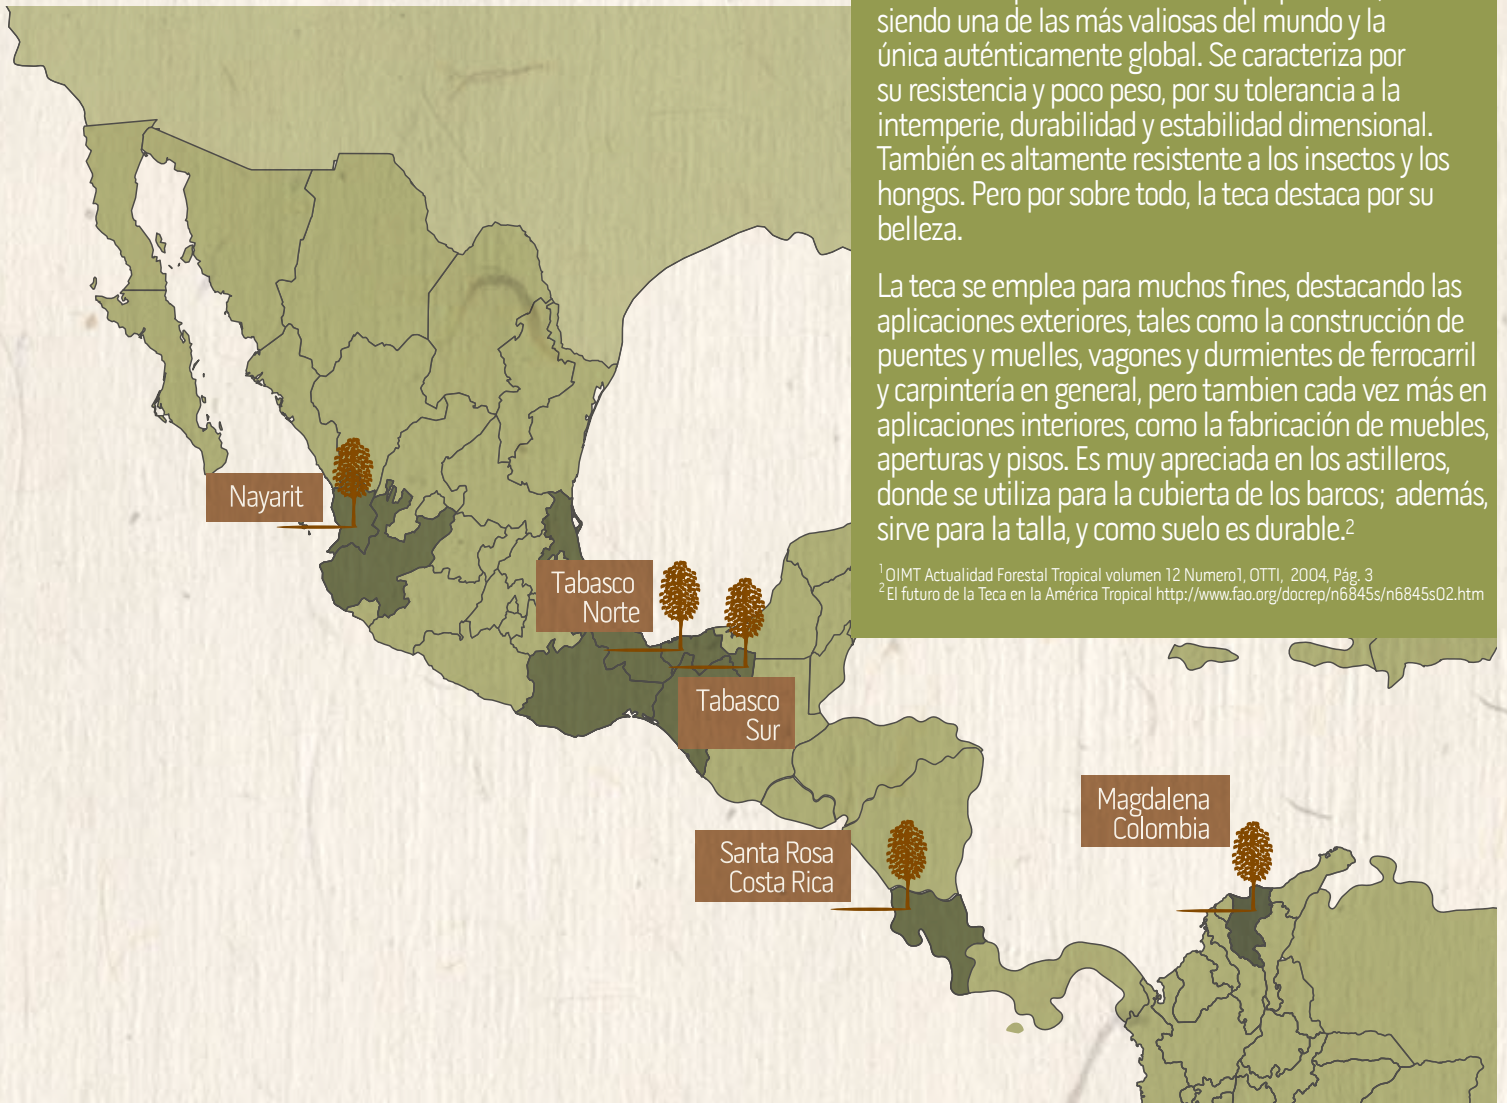 siendo una de las más valiosas del mundo y la
única auténticamente global. Se caracteriza por
su resistencia y poco peso, por su tolerancia a la
intemperie, durabilidad y estabilidad dimensional.
También es altamente resistente a los insectos y los
hongos. Pero por sobre todo, la teca destaca por su
belleza.
La teca se emplea para muchos fines, destacando las
aplicaciones exteriores, tales como la construcción de
puentes y muelles, vagones y durmientes de ferrocarril
y carpintería en general, pero tambien cada vez más en
aplicaciones interiores, como la fabricación de muebles,
aperturas y pisos. Es muy apreciada en los astilleros,
donde se utiliza para la cubierta de los barcos; además,
sirve para la talla, y como suelo es durable.2
1 OIMT Actualidad Forestal Tropical volumen 12 Numero1, OTTI, 2004, Pág. 3
2 El futuro de la Teca en la América Tropical http://www.fao.org/docrep/n6845s/n6845s02.htm
Nayarit
Tabasco
Norte
Tabasco
Sur
Santa Rosa
Costa Rica
Magdalena
Colombia